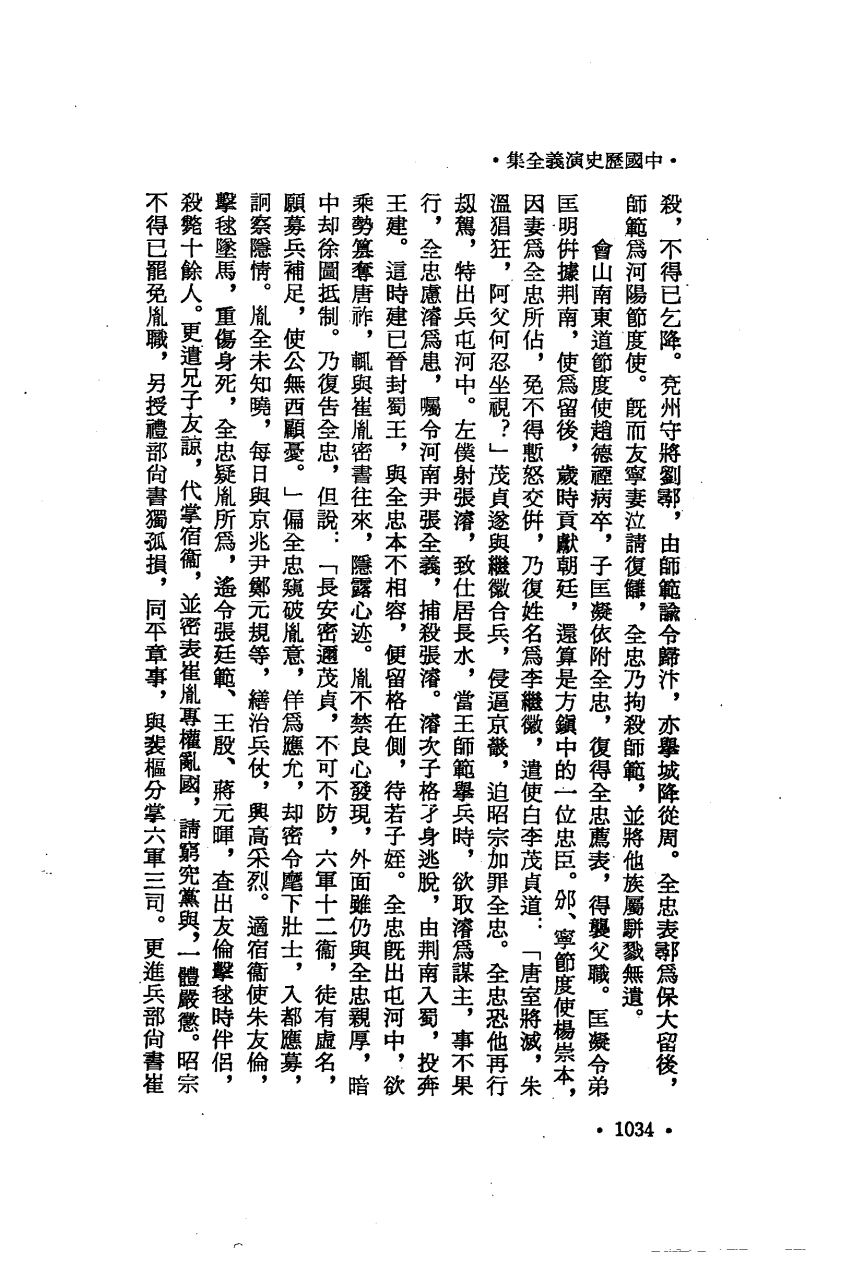 •中國歷史演義全集•
殺，不得已乞降。兗州守將劉鄩，由師範諭令歸汴，亦舉城降從周。全忠表鄩爲保大留後，
師範爲河陽節度使。旣而友寧妻泣請復讎，全忠乃拘殺師範，並將他族屬駢戮無遺。
會山南東道節度使趙德諲病卒，子匡凝依附全忠，復得全忠薦表，得襲父職。匡凝令弟
匡明併據荆南，使爲留後，歲時貢獻朝廷，還算是方鎭中的一位忠臣。邠、寧節度使楊崇本，
因妻爲全忠所佔，免不得慙怒交併，乃復姓名爲李繼徽，遣使白李茂貞道：「唐室將滅，朱
溫猖狂，阿父何忍坐視？」茂貞遂與繼徽合兵，侵逼京畿，迫昭宗加罪全忠。全忠恐他再行
刼駕，特出兵屯河中。左僕射張濬，致仕居長水，當王師範舉兵時，欲取濬爲謀主，事不果
行，全忠慮濬爲患，囑令河南尹張全義，捕殺張濬。濬次子格孑身逃脫，由荆南入蜀，投奔
王建。這時建已晉封蜀王，與全忠本不相容，便留格在側，待若子姪。全忠旣出屯河中，欲
乘勢簒奪唐祚，輒與崔胤密書往來，隱露心迹。胤不禁良心發現，外面雖仍與全忠親厚，暗
中却徐圖抵制。乃復告全忠，但說：「長安密邇茂貞，不可不防，六軍十二衞，徒有虛名，
願募兵補足，使公無西顧憂。」偏全忠窺破胤意，佯爲應允，却密令麾下壯士，入都應募，
詗察隱情。胤全未知曉，每日與京兆尹鄭元規等，繕治兵仗，興高采烈。適宿衞使朱友倫，
擊毬墜馬，重傷身死，全忠疑胤所爲，遙令張廷範、王殷、蔣元暉，查出友倫擊毬時伴侶，
殺斃十餘人。更遣兄子友諒，代掌宿衞，並密表崔胤專權亂國，請窮究黨與，一體嚴懲。昭宗
不得已罷免胤職，另授禮部尙書獨孤損，同平章事，與裴樞分掌六軍三司。更進兵部尙書崔
•1034•